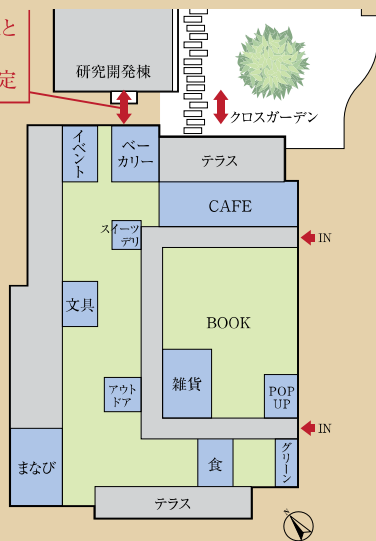 と
定
研究開発棟
クロスガーデン
イベント
ベー
カリー
テラス
CAFE
スイーツ
デリ
IN
文具
BOOK
雑貨
アウト
ドア
POP
UP
IN
まなび
食
グリーン
テラス